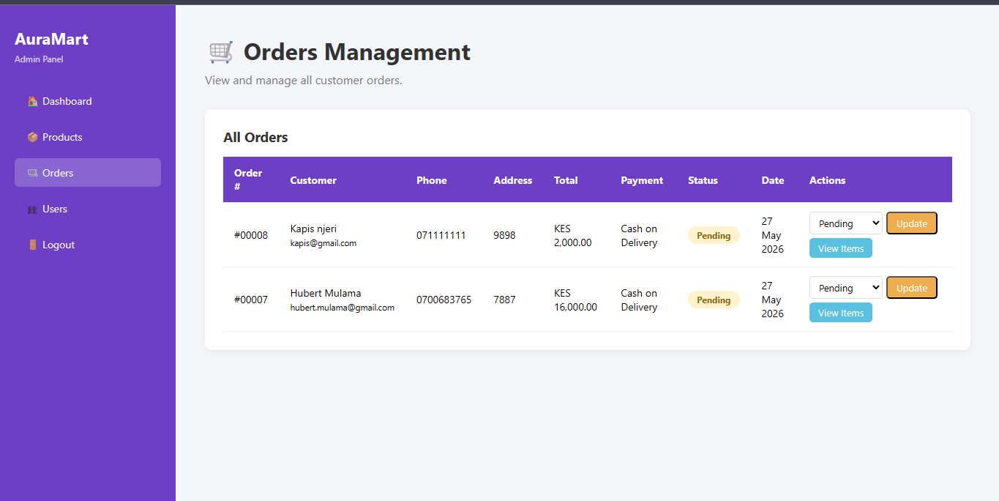 AuraMart
Admin Panel
Dashboard
Products
Orders
Users
Logout
Orders Management
View and manage all customer orders.
All Orders
Order # Customer Phone Address Total Payment Status Date Actions
#00008 Kapis njeri 071111111 9898 KES 2,000.00 Cash on Delivery Pending 27 May 2026 Pending Update
kapis@gmail.com View Items
#00007 Hubert Mulama 0700683765 7887 KES 16,000.00 Cash on Delivery Pending 27 May 2026 Pending Update
hubert.mulama@gmail.com View Items